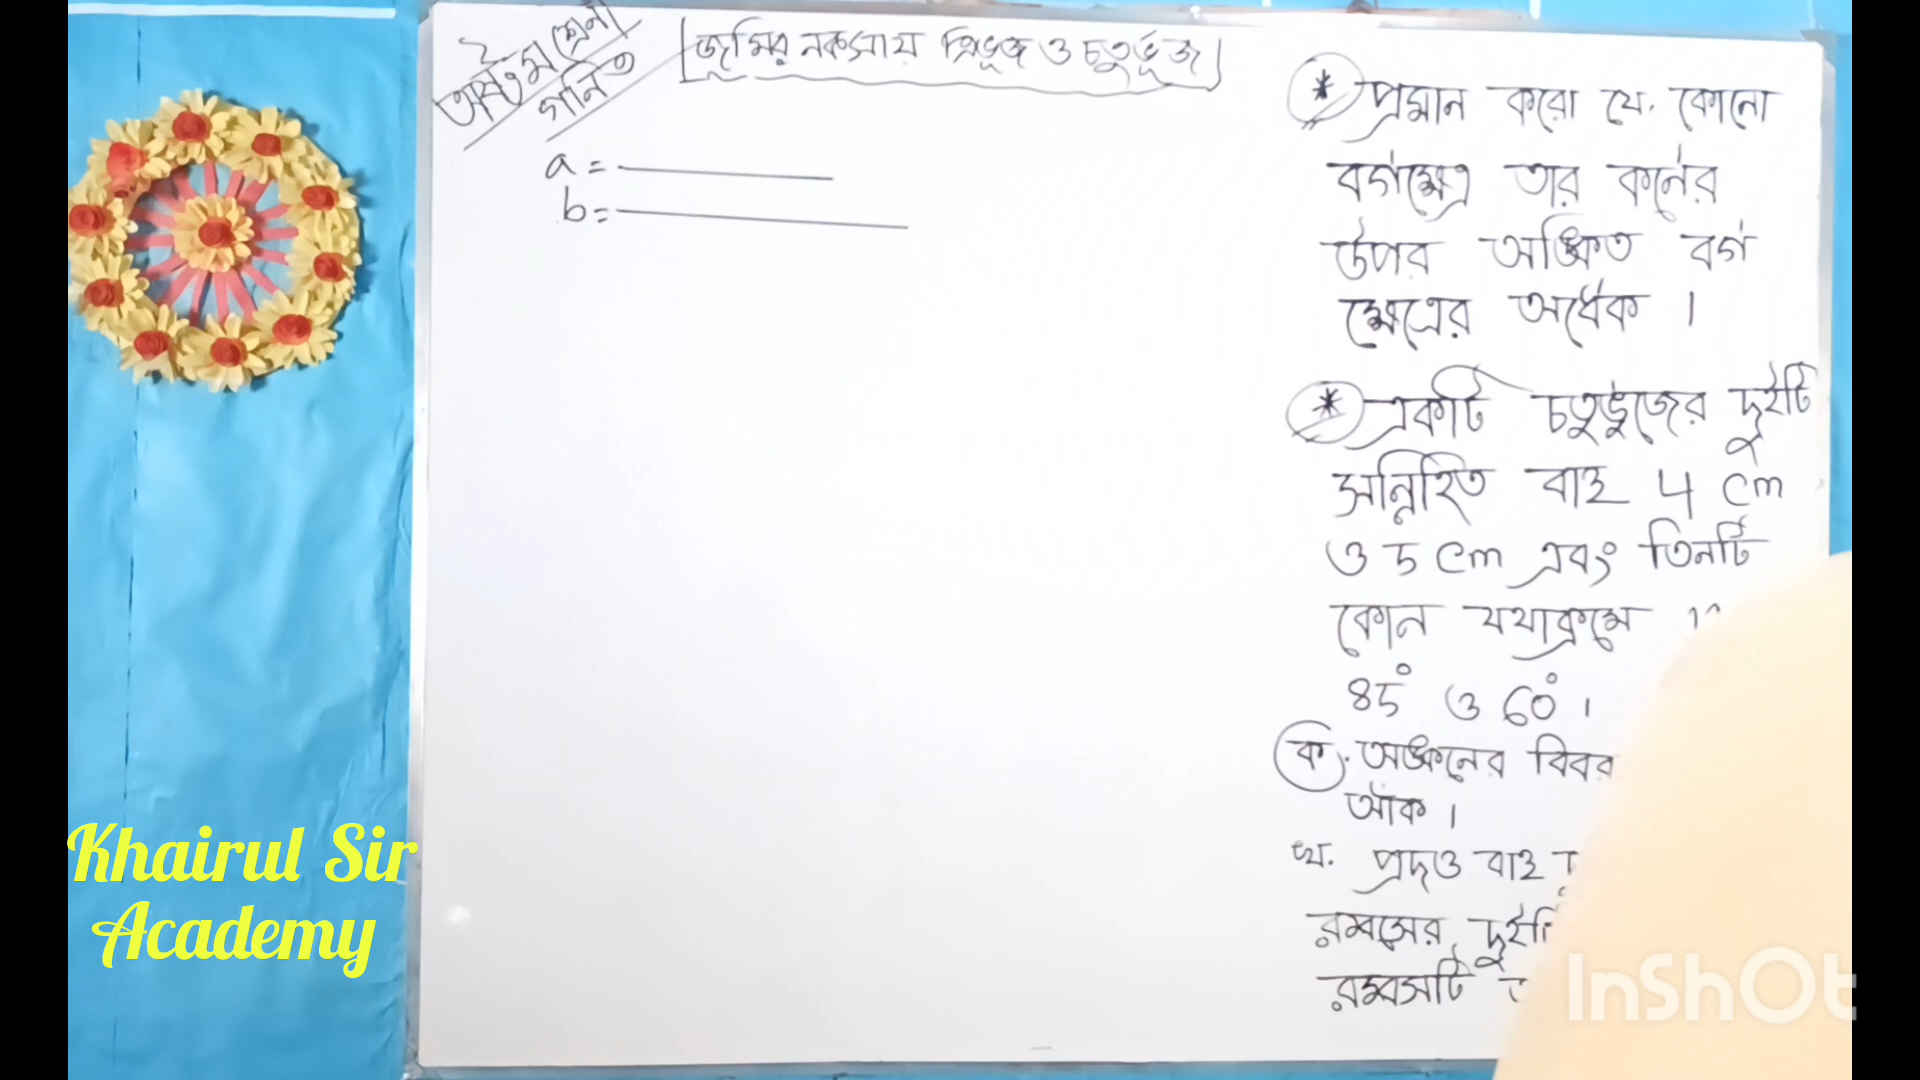 অষ্টম শ্রেনী
গনিত
[জমির নকসায় ত্রিভূজ ও চতুর্ভূজ]
a =
b =
* প্রমান করো যে, কোনো
বর্গক্ষেত্র তার কর্নের
উপর অঙ্কিত বর্গ
ক্ষেত্রের অর্ধেক ।
* একটি চতুর্ভুজের দুইটি
সন্নিহিত বাহু 4 cm
ও ৮ cm এবং তিনটি
কোন যথাক্রমে
৪৫° ও 60° ।
ক. অঙ্কনের বিবর
আঁক ।
খ. প্রদত্ত বাহু
রম্বসের দুইটি
রম্বসটি
Khairul Sir
Academy
InShOt